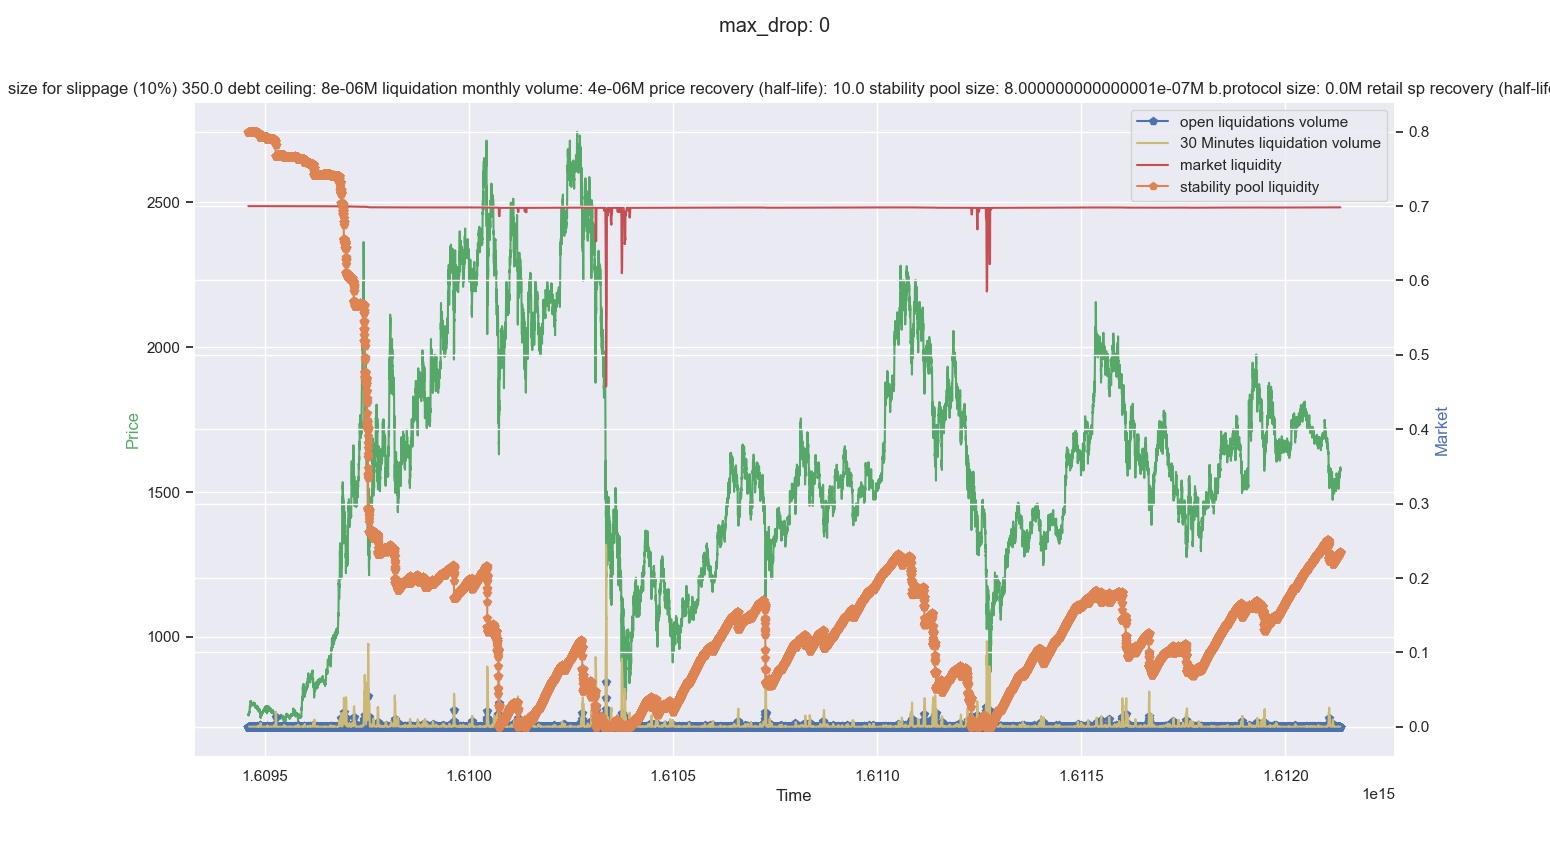 max_drop: 0
size for slippage (10%) 350.0 debt ceiling: 8e-06M liquidation monthly volume: 4e-06M price recovery (half-life): 10.0 stability pool size: 8.000000000000001e-07M b.protocol size: 0.0M retail sp recovery (half-life
open liquidations volume
30 Minutes liquidation volume
market liquidity
stability pool liquidity
2500
2000
1500
1000
Price
0.8
0.7
0.6
0.5
0.4
0.3
0.2
0.1
0.0
Market
1.6095 1.6100 1.6105 1.6110 1.6115 1.6120
Time
1e15